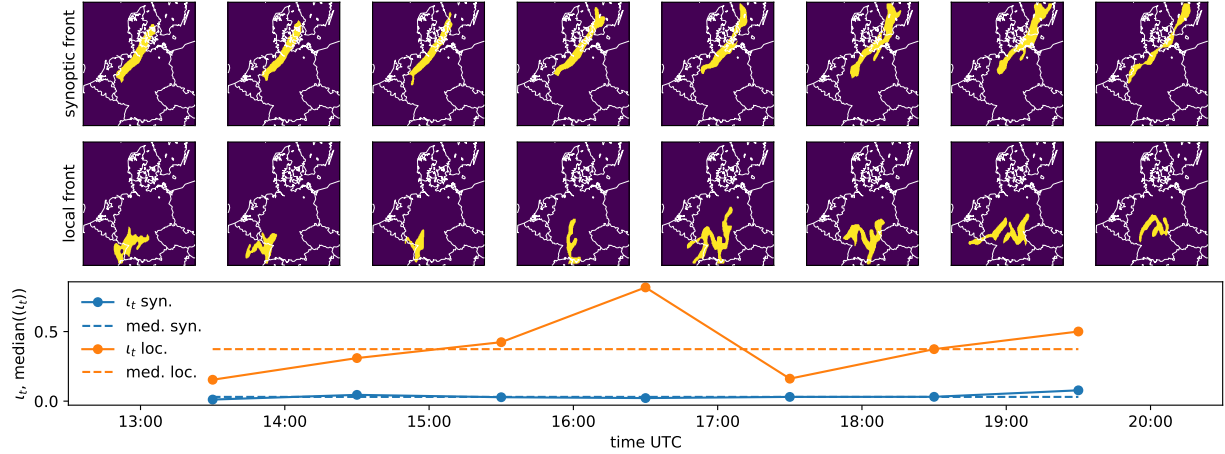 synoptic front
local front
ιt, median((ιt))
0.5
0.0
ιt syn.
med. syn.
ιt loc.
med. loc.
13:00 14:00 15:00 16:00 17:00 18:00 19:00 20:00
time UTC